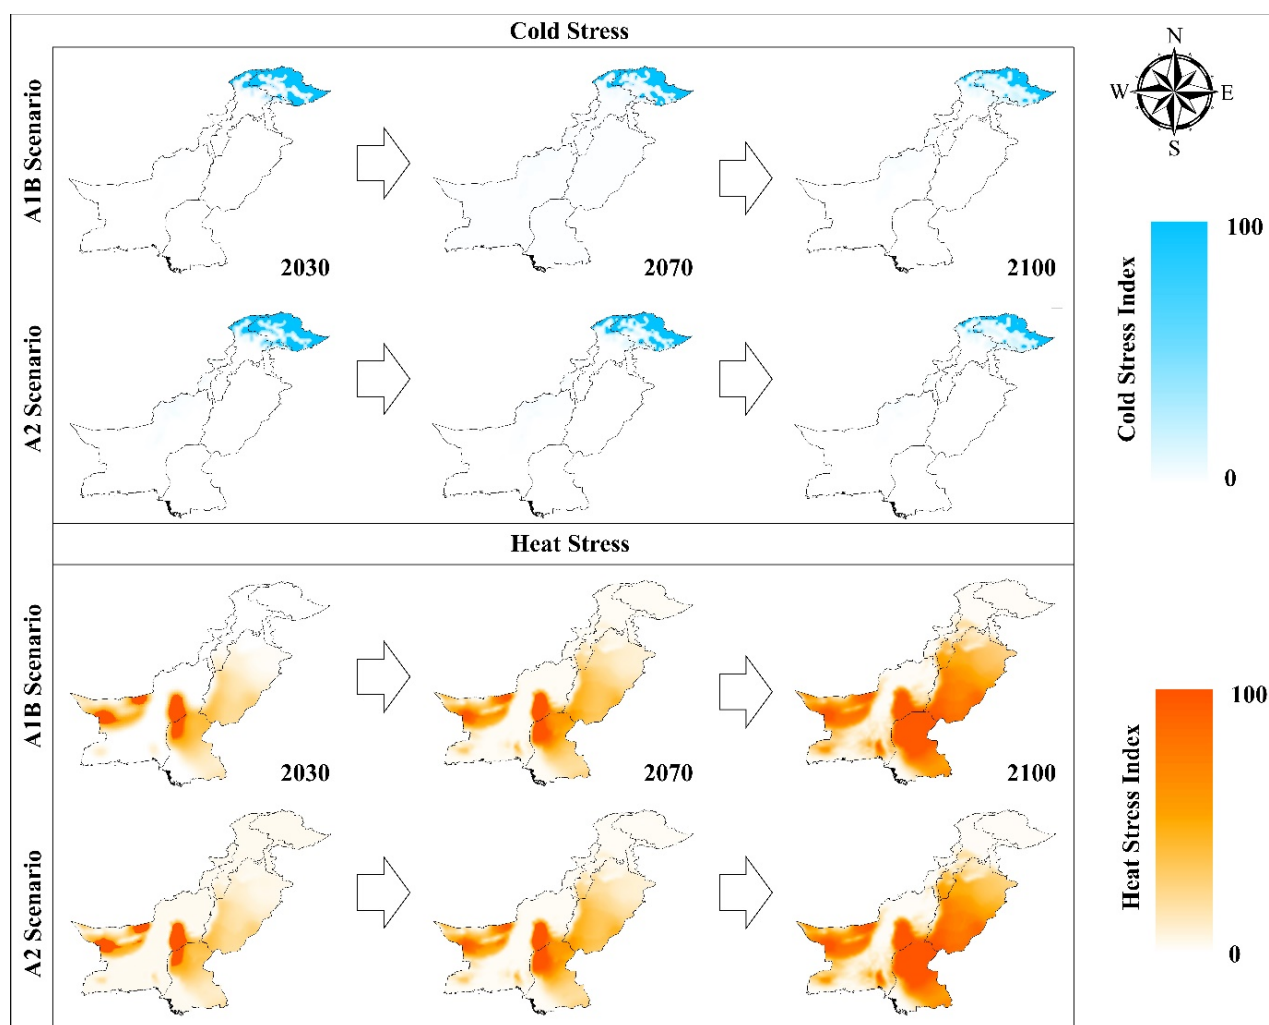 Cold Stress
N
W
E
S
A1B Scenario
2030
2070
2100
A2 Scenario
Cold Stress Index
100
0
Heat Stress
A1B Scenario
2030
2070
2100
A2 Scenario
Heat Stress Index
100
0